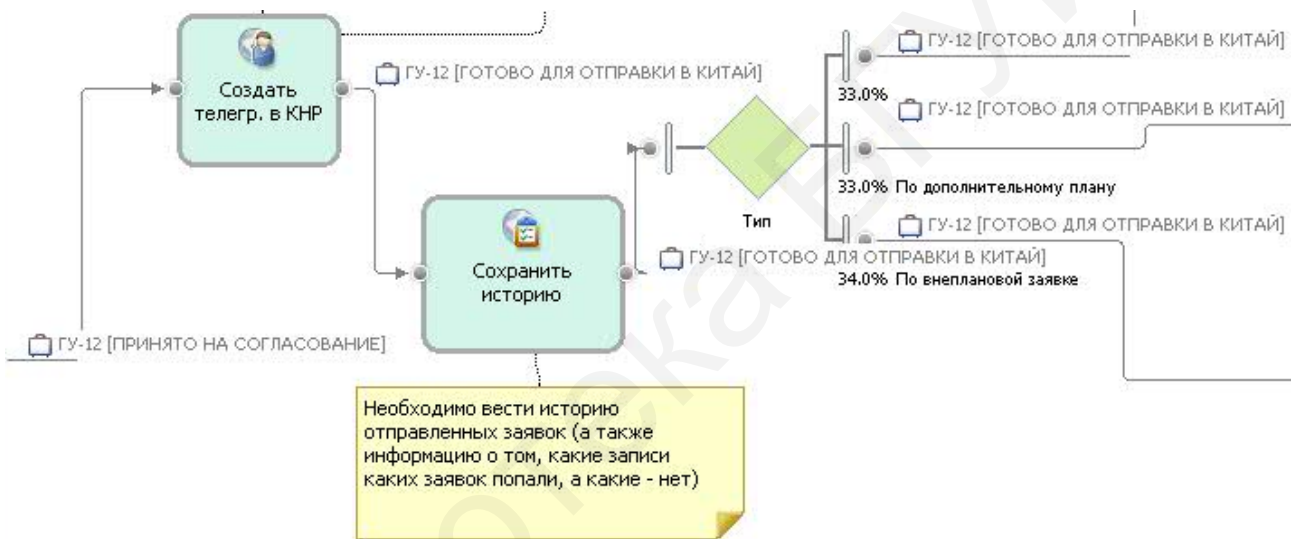 ГУ-12 [ГОТОВО ДЛЯ ОТПРАВКИ В КИТАЙ]
ГУ-12 [ГОТОВО ДЛЯ ОТПРАВКИ В КИТАЙ]
Создать
телегр. в КНР
33.0%
ГУ-12 [ГОТОВО ДЛЯ ОТПРАВКИ В КИТАЙ]
33.0% По дополнительному плану
Тип
ГУ-12 [ГОТОВО ДЛЯ ОТПРАВКИ В КИТАЙ]
ГУ-12 [ГОТОВО ДЛЯ ОТПРАВКИ В КИТАЙ]
34.0% По внеплановой заявке
Сохранить
историю
ГУ-12 [ПРИНЯТО НА СОГЛАСОВАНИЕ]
Необходимо вести историю
отправленных заявок (а также
информацию о том, какие записи
каких заявок попали, а какие - нет)